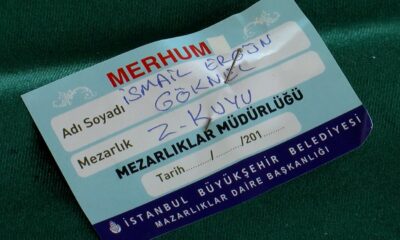 MERHUM
Adı Soyadı İSMAİL ERGÜN
GÖKNEL
Mezarlık Z-KUYU
MEZARLIKLAR MÜDÜRLÜĞÜ
Tarih....../....../201......
İSTANBUL BÜYÜKŞEHİR BELEDİYESİ
MEZARLIKLAR DAİRE BAŞKANLIĞI